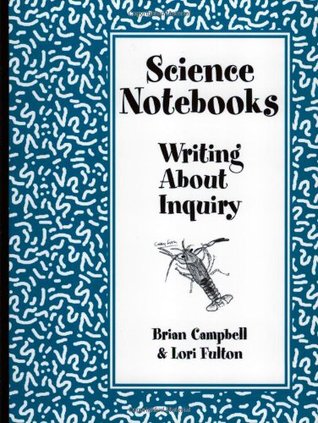 Science
Notebooks
Writing
About
Inquiry
Brian Campbell
& Lori Fulton